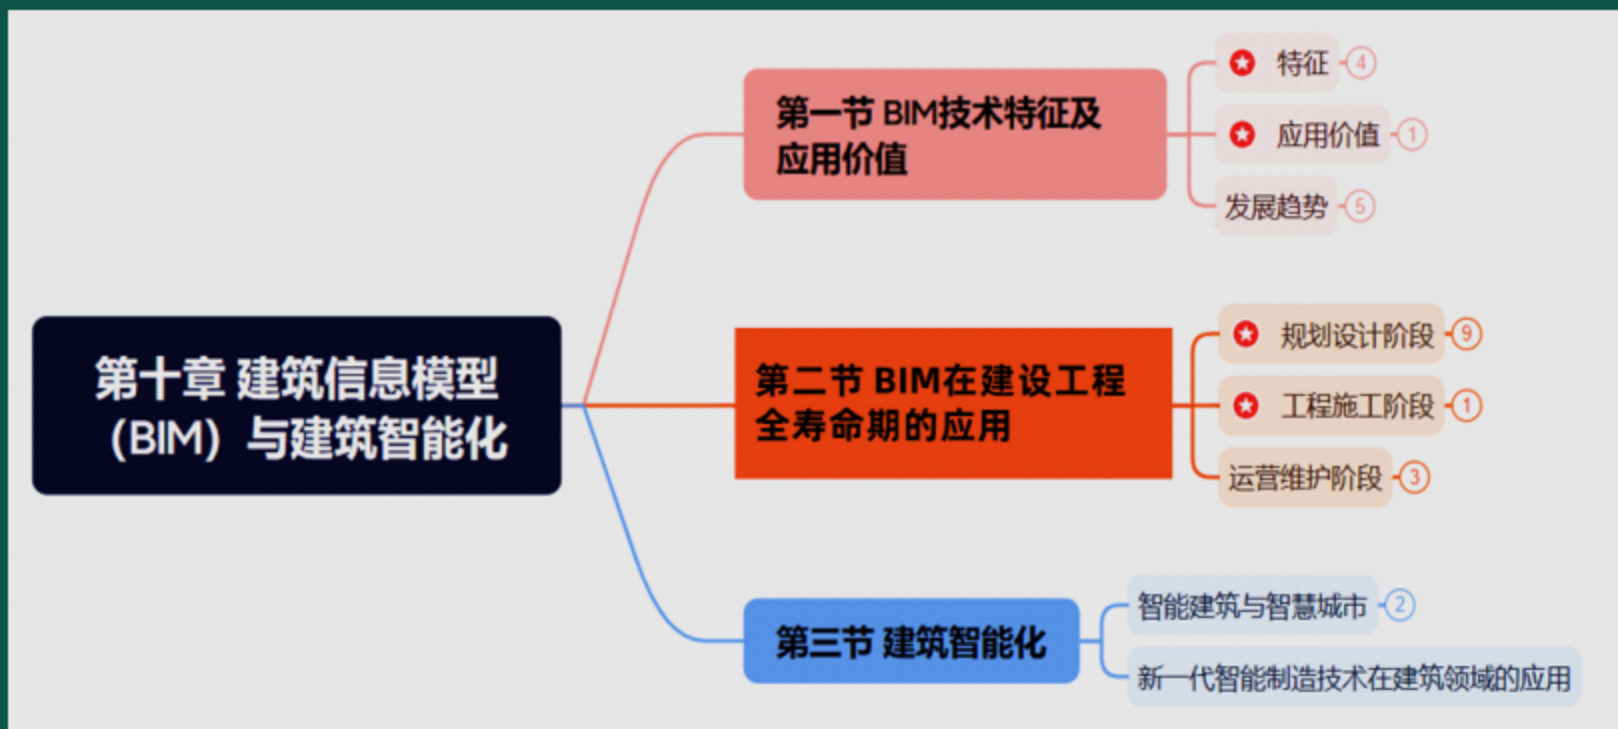 第十章 建筑信息模型
（BIM）与建筑智能化
第一节 BIM技术特征及
应用价值
特征 4
应用价值 1
发展趋势 5
第二节 BIM在建设工程
全寿命期的应用
规划设计阶段 9
工程施工阶段 1
运营维护阶段 3
第三节 建筑智能化
智能建筑与智慧城市 2
新一代智能制造技术在建筑领域的应用